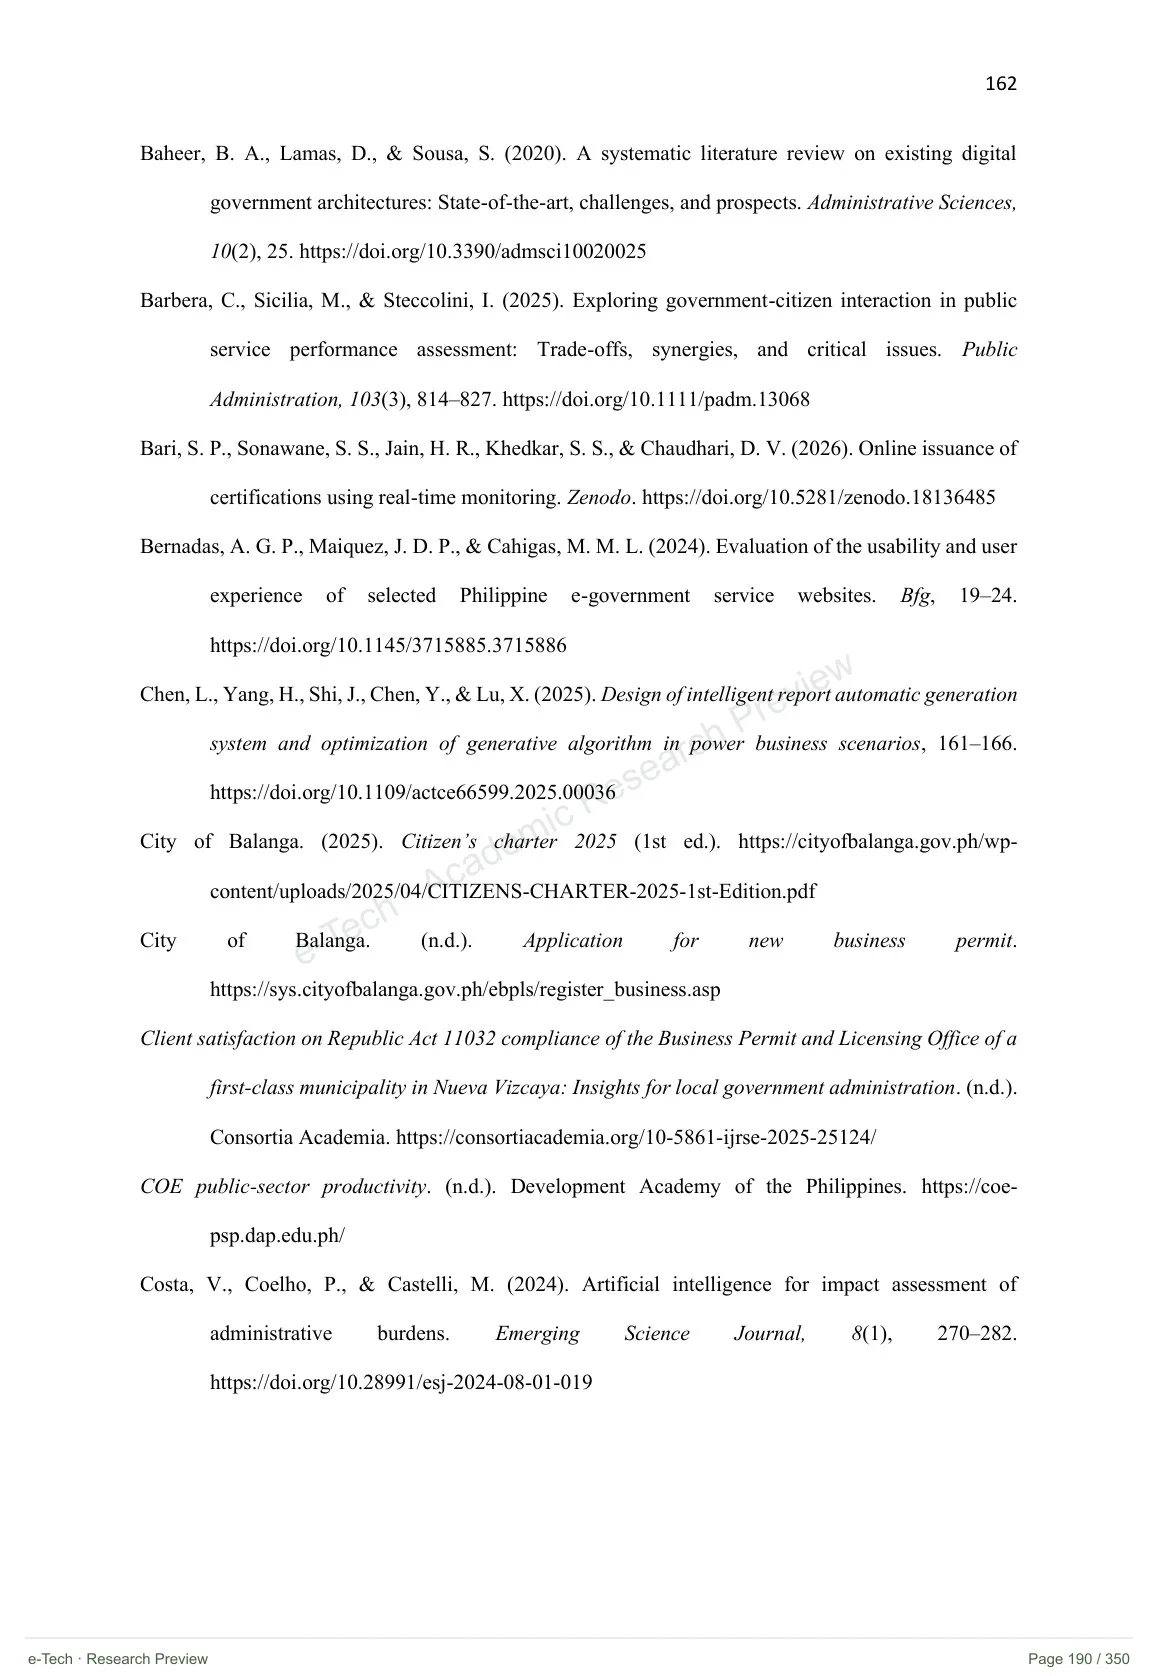 162
Baheer, B. A., Lamas, D., & Sousa, S. (2020). A systematic literature review on existing digital
government architectures: State-of-the-art, challenges, and prospects. Administrative Sciences,
10(2), 25. https://doi.org/10.3390/admsci10020025
Barbera, C., Sicilia, M., & Steccolini, I. (2025). Exploring government-citizen interaction in public
service performance assessment: Trade-offs, synergies, and critical issues. Public
Administration, 103(3), 814–827. https://doi.org/10.1111/padm.13068
Bari, S. P., Sonawane, S. S., Jain, H. R., Khedkar, S. S., & Chaudhari, D. V. (2026). Online issuance of
certifications using real-time monitoring. Zenodo. https://doi.org/10.5281/zenodo.18136485
Bernadas, A. G. P., Maiquez, J. D. P., & Cahigas, M. M. L. (2024). Evaluation of the usability and user
experience of selected Philippine e-government service websites. Bfg, 19–24.
https://doi.org/10.1145/3715885.3715886
Chen, L., Yang, H., Shi, J., Chen, Y., & Lu, X. (2025). Design of intelligent report automatic generation
system and optimization of generative algorithm in power business scenarios, 161–166.
https://doi.org/10.1109/actce66599.2025.00036
City of Balanga. (2025). Citizen’s charter 2025 (1st ed.). https://cityofbalanga.gov.ph/wp-
content/uploads/2025/04/CITIZENS-CHARTER-2025-1st-Edition.pdf
City of Balanga. (n.d.). Application for new business permit.
https://sys.cityofbalanga.gov.ph/ebpls/register_business.asp
Client satisfaction on Republic Act 11032 compliance of the Business Permit and Licensing Office of a
first-class municipality in Nueva Vizcaya: Insights for local government administration. (n.d.).
Consortia Academia. https://consortiacademia.org/10-5861-ijrse-2025-25124/
COE public-sector productivity. (n.d.). Development Academy of the Philippines. https://coe-
psp.dap.edu.ph/
Costa, V., Coelho, P., & Castelli, M. (2024). Artificial intelligence for impact assessment of
administrative burdens. Emerging Science Journal, 8(1), 270–282.
https://doi.org/10.28991/esj-2024-08-01-019
e-Tech · Academic Research Preview
e-Tech · Research Preview
Page 190 / 350